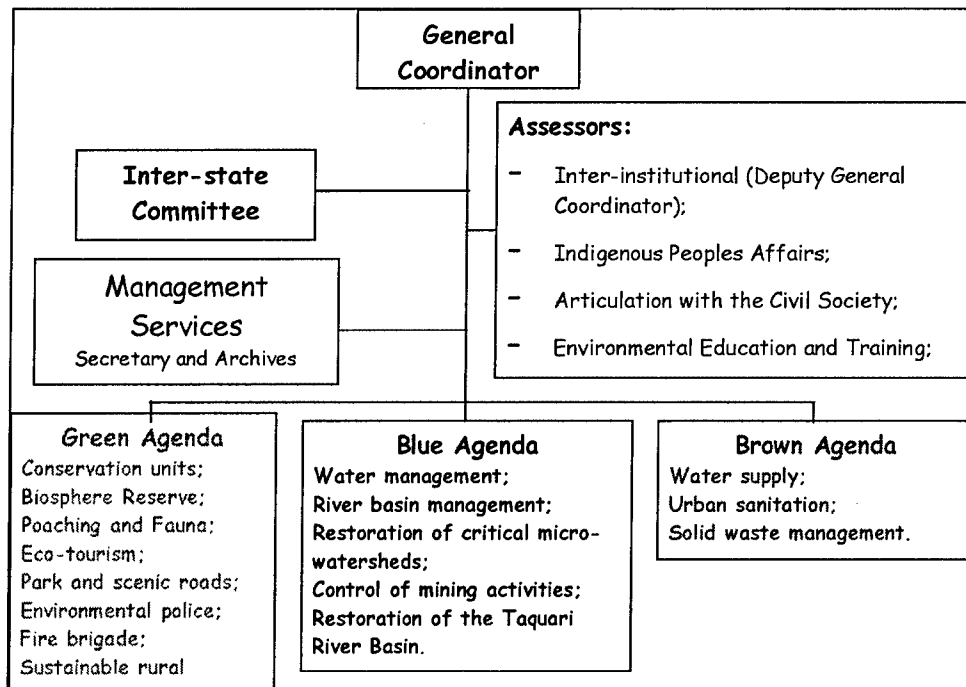 General
Coordinator
Assessors:
- Inter-institutional (Deputy General
Coordinator);
- Indigenous Peoples Affairs;
- Articulation with the Civil Society;
- Environmental Education and Training;
Inter-state
Committee
Management
Services
Secretary and Archives
Green Agenda
Conservation units;
Biosphere Reserve;
Poaching and Fauna;
Eco-tourism;
Park and scenic roads;
Environmental police;
Fire brigade;
Sustainable rural
Blue Agenda
Water management;
River basin management;
Restoration of critical micro-
watersheds;
Control of mining activities;
Restoration of the Taquari
River Basin.
Brown Agenda
Water supply;
Urban sanitation;
Solid waste management.